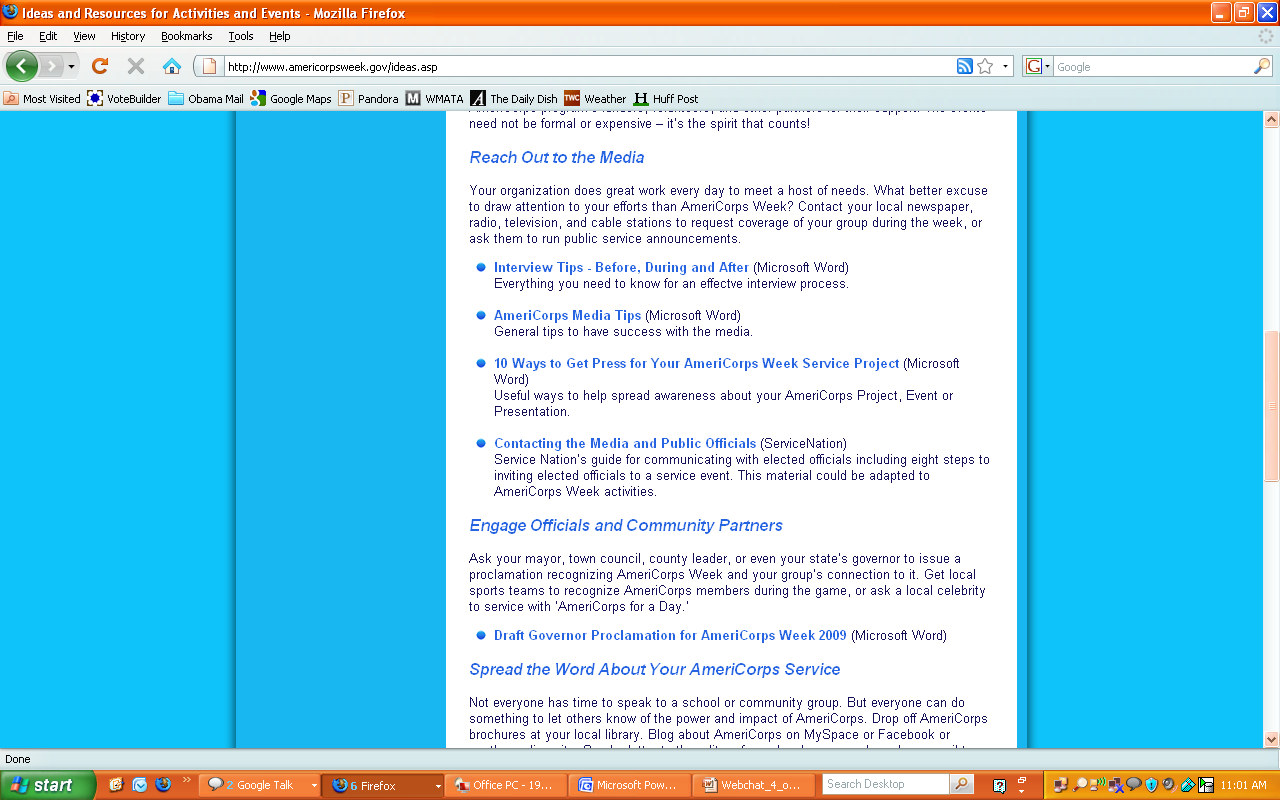 Ideas and Resources for Activities and Events - Mozilla Firefox
File Edit View History Bookmarks Tools Help
http://www.americorpsweek.gov/ideas.asp
G Google
Most Visited VoteBuilder Obama Mail Google Maps P Pandora M WMATA A The Daily Dish TWC Weather H Huff Post
need not be formal or expensive – it's the spirit that counts!
Reach Out to the Media
Your organization does great work every day to meet a host of needs. What better excuse
to draw attention to your efforts than AmeriCorps Week? Contact your local newspaper,
radio, television, and cable stations to request coverage of your group during the week, or
ask them to run public service announcements.
Interview Tips - Before, During and After (Microsoft Word)
Everything you need to know for an effectve interview process.
AmeriCorps Media Tips (Microsoft Word)
General tips to have success with the media.
10 Ways to Get Press for Your AmeriCorps Week Service Project (Microsoft
Word)
Useful ways to help spread awareness about your AmeriCorps Project, Event or
Presentation.
Contacting the Media and Public Officials (ServiceNation)
Service Nation's guide for communicating with elected officials including eight steps to
inviting elected officials to a service event. This material could be adapted to
AmeriCorps Week activities.
Engage Officials and Community Partners
Ask your mayor, town council, county leader, or even your state's governor to issue a
proclamation recognizing AmeriCorps Week and your group's connection to it. Get local
sports teams to recognize AmeriCorps members during the game, or ask a local celebrity
to service with 'AmeriCorps for a Day.'
Draft Governor Proclamation for AmeriCorps Week 2009 (Microsoft Word)
Spread the Word About Your AmeriCorps Service
Not everyone has time to speak to a school or community group. But everyone can do
something to let others know of the power and impact of AmeriCorps. Drop off AmeriCorps
brochures at your local library. Blog about AmeriCorps on MySpace or Facebook or
Done
start » 2 Google Talk 6 Firefox Office PC - 19... Microsoft Pow... Webchat_4_o... Search Desktop 11:01 AM